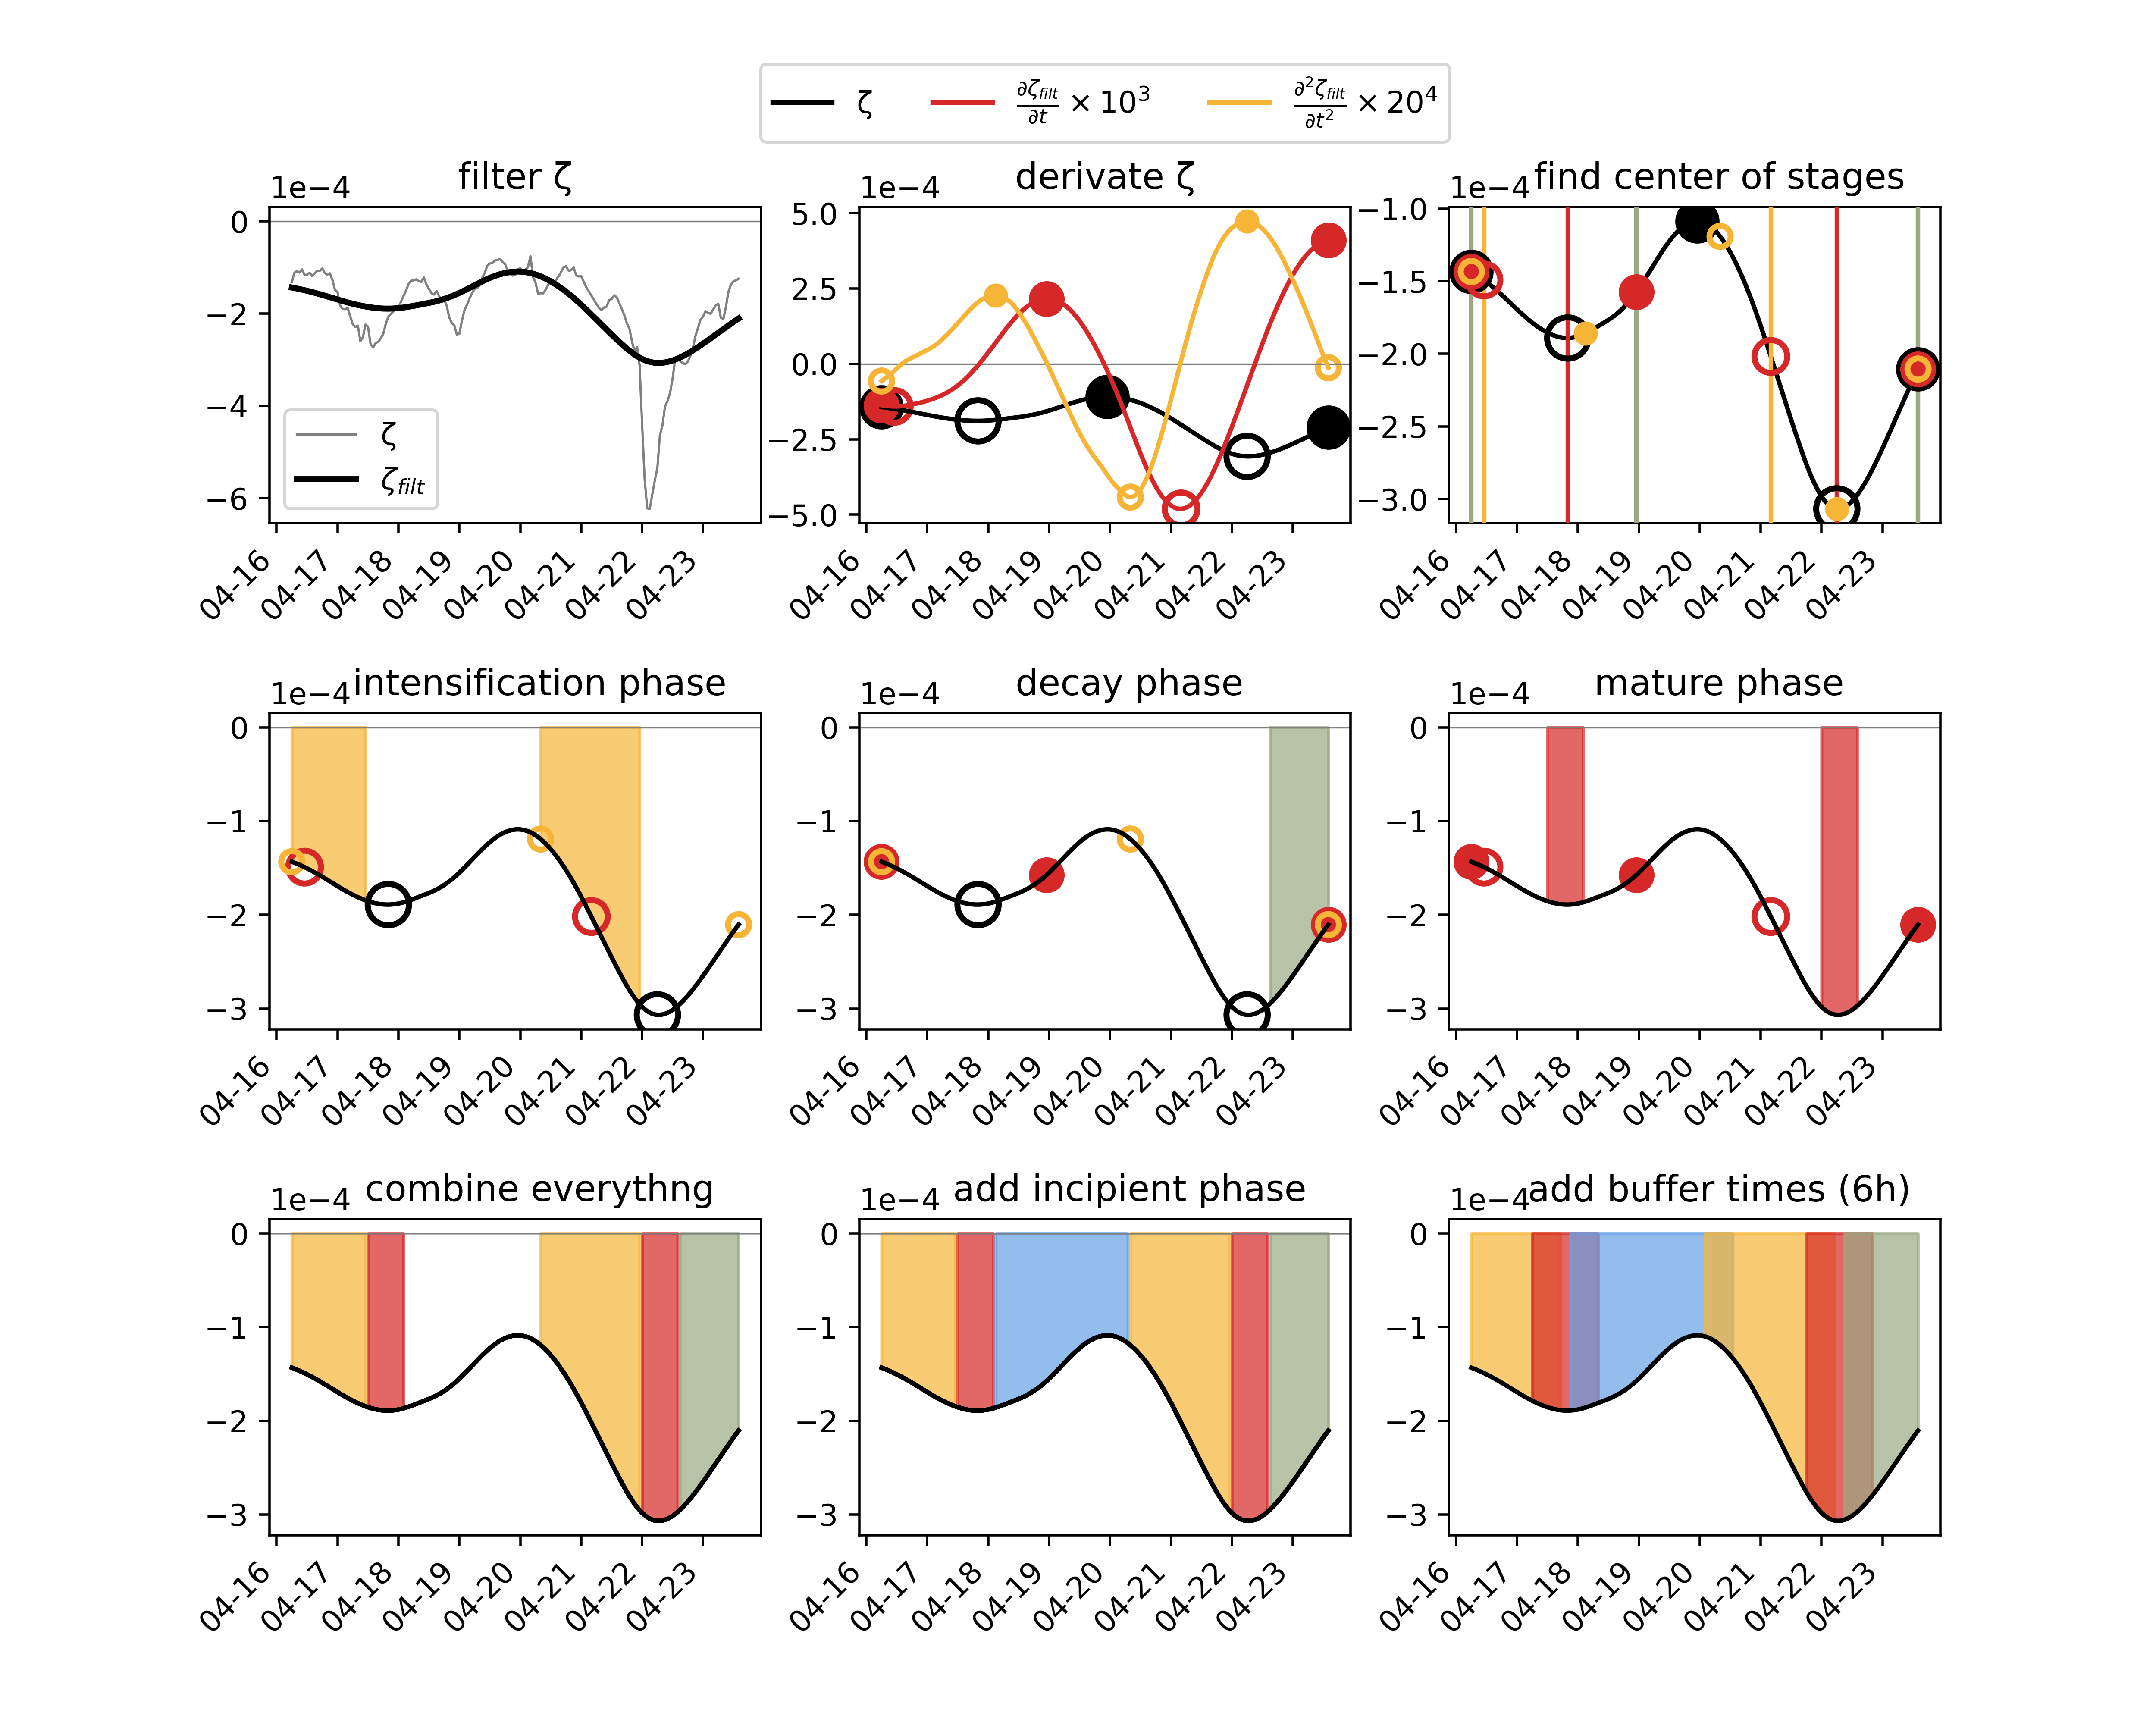 ζ   ∂ζ_filt/∂t × 10³   ∂²ζ_filt/∂t² × 20⁴
filter ζ
1e−4
0
−2
−4
−6
ζ
ζ_filt
04-16 04-17 04-18 04-19 04-20 04-21 04-22 04-23
derivate ζ
1e−4
5.0
2.5
0.0
−2.5
−5.0
04-16 04-17 04-18 04-19 04-20 04-21 04-22 04-23
find center of stages
1e−4
−1.0
−1.5
−2.0
−2.5
−3.0
04-16 04-17 04-18 04-19 04-20 04-21 04-22 04-23
intensification phase
1e−4
0
−1
−2
−3
04-16 04-17 04-18 04-19 04-20 04-21 04-22 04-23
decay phase
1e−4
0
−1
−2
−3
04-16 04-17 04-18 04-19 04-20 04-21 04-22 04-23
mature phase
1e−4
0
−1
−2
−3
04-16 04-17 04-18 04-19 04-20 04-21 04-22 04-23
combine everythng
1e−4
0
−1
−2
−3
04-16 04-17 04-18 04-19 04-20 04-21 04-22 04-23
add incipient phase
1e−4
0
−1
−2
−3
04-16 04-17 04-18 04-19 04-20 04-21 04-22 04-23
add buffer times (6h)
1e−4
0
−1
−2
−3
04-16 04-17 04-18 04-19 04-20 04-21 04-22 04-23